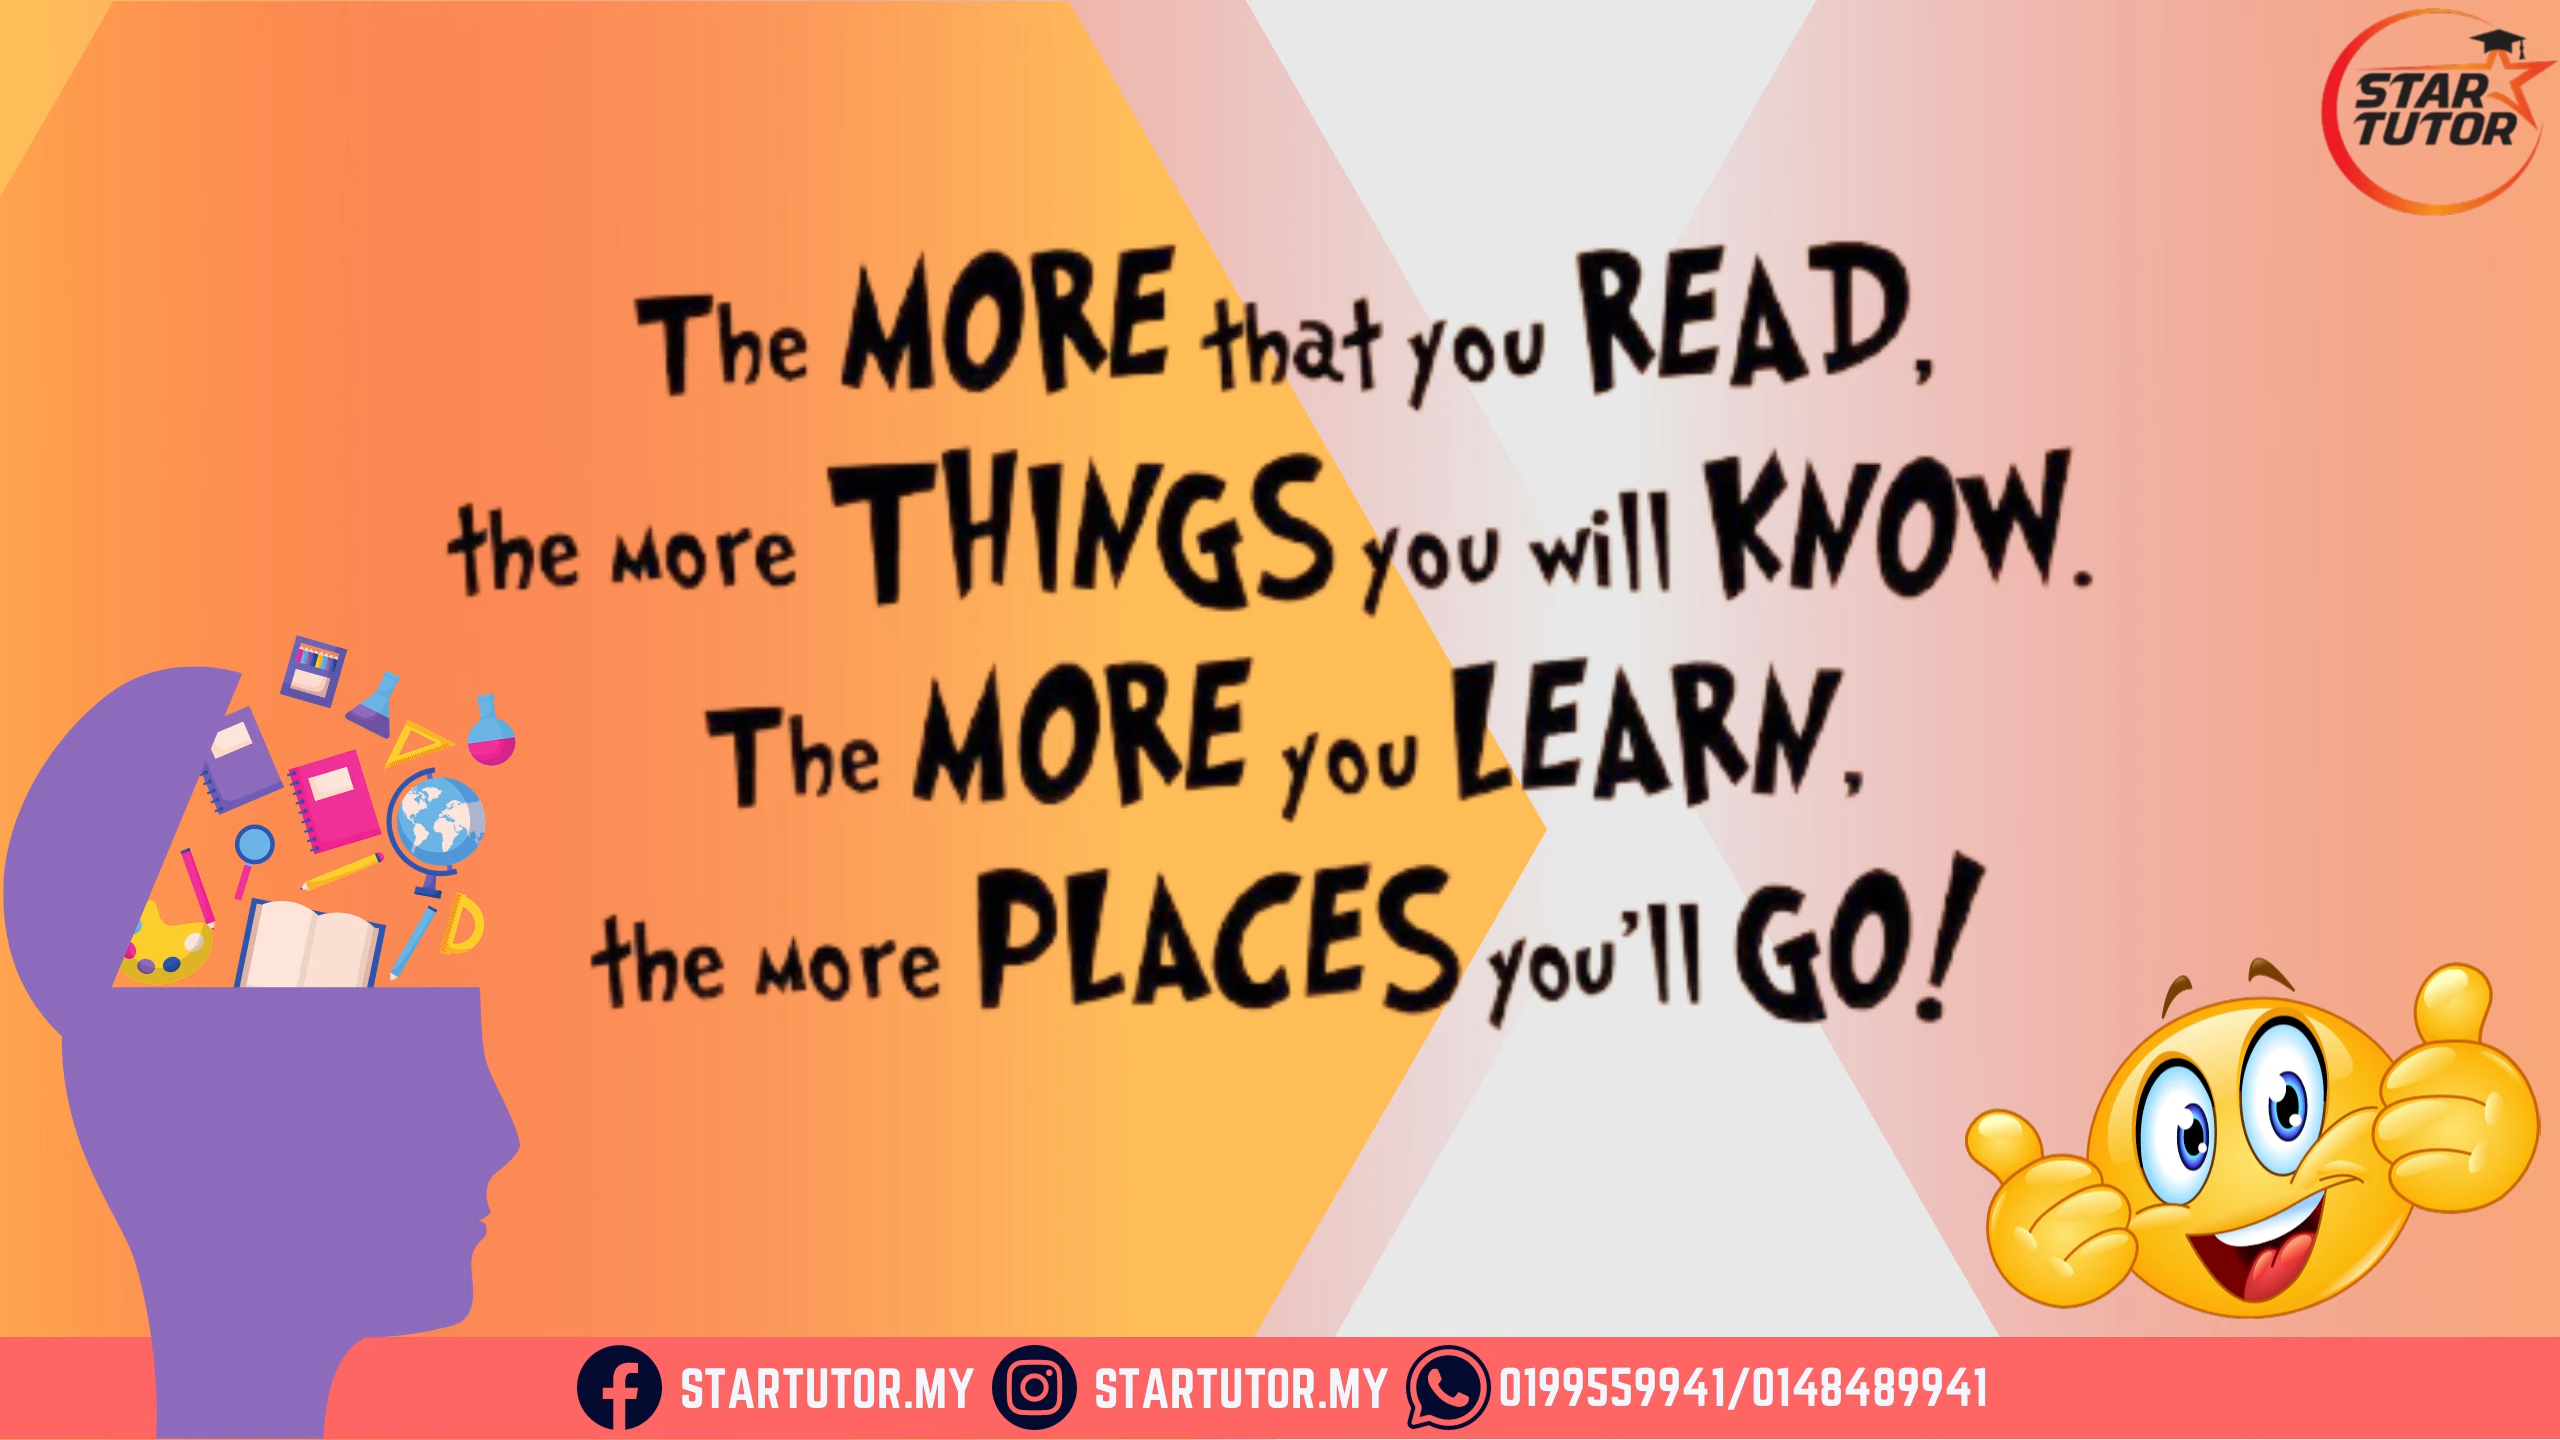 STAR
TUTOR
The MORE that you READ,
the more THINGS you will KNOW.
The MORE you LEARN,
the more PLACES you'll GO!
STARTUTOR.MY STARTUTOR.MY 0199559941/0148489941